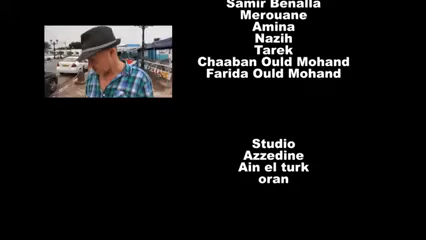 Samir Benalla
Merouane
Amina
Nazih
Tarek
Chaaban Ould Mohand
Farida Ould Mohand
Studio
Azzedine
Ain el turk
oran